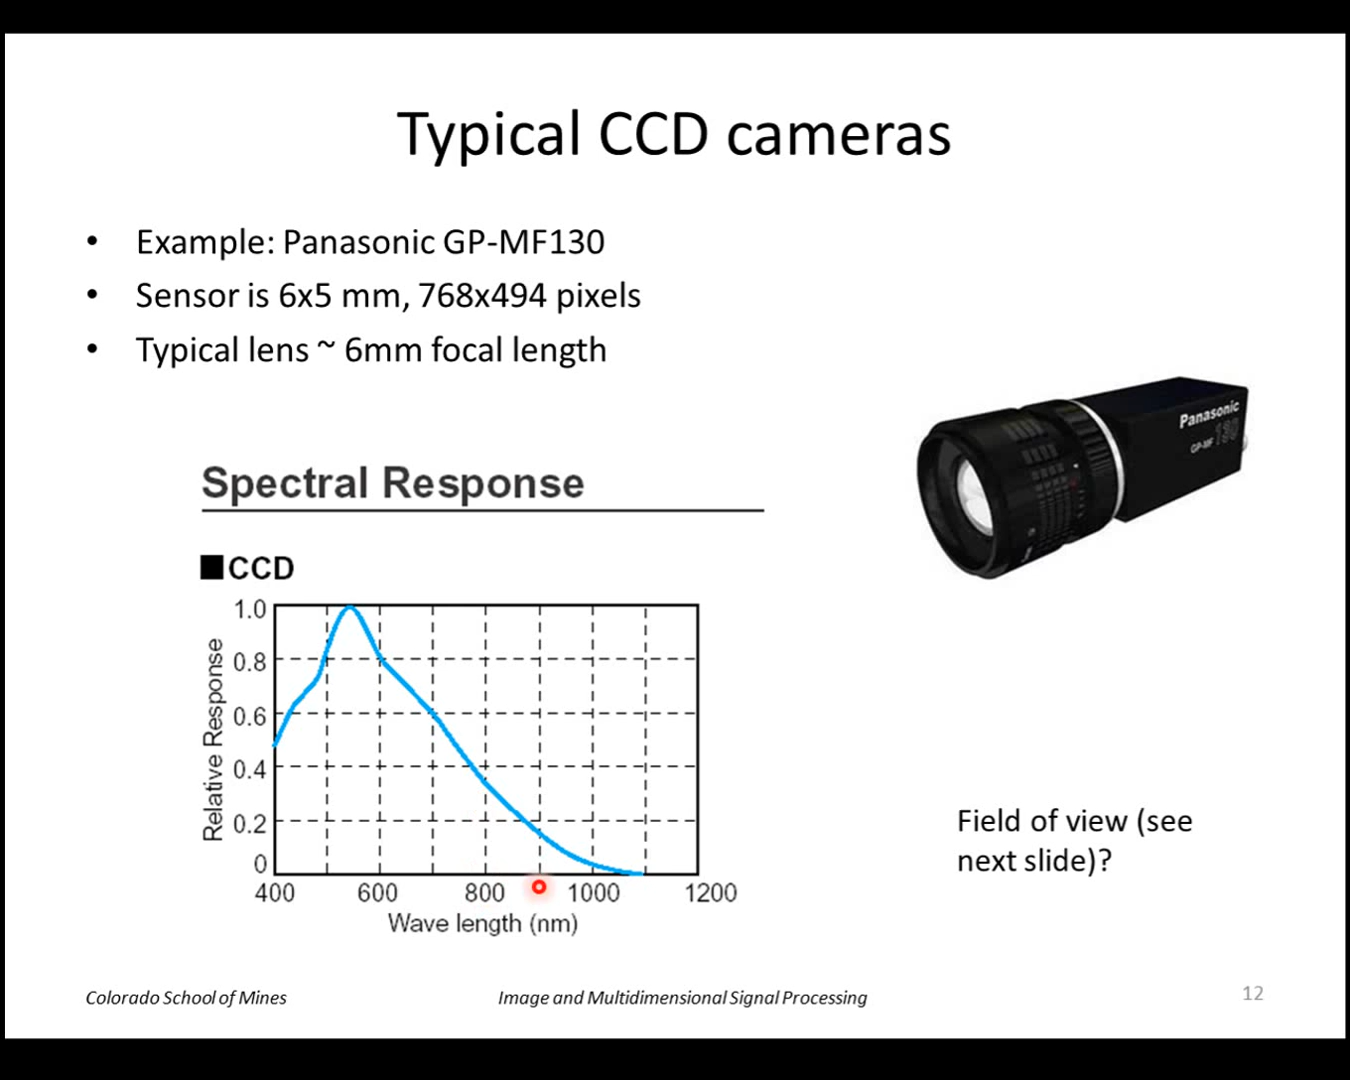 Typical CCD cameras
• Example: Panasonic GP-MF130
• Sensor is 6x5 mm, 768x494 pixels
• Typical lens ~ 6mm focal length
Panasonic
GP-MF 130
Spectral Response
■CCD
Relative Response
1.0
0.8
0.6
0.4
0.2
0
400 600 800 1000 1200
Wave length (nm)
Field of view (see
next slide)?
Colorado School of Mines Image and Multidimensional Signal Processing 12